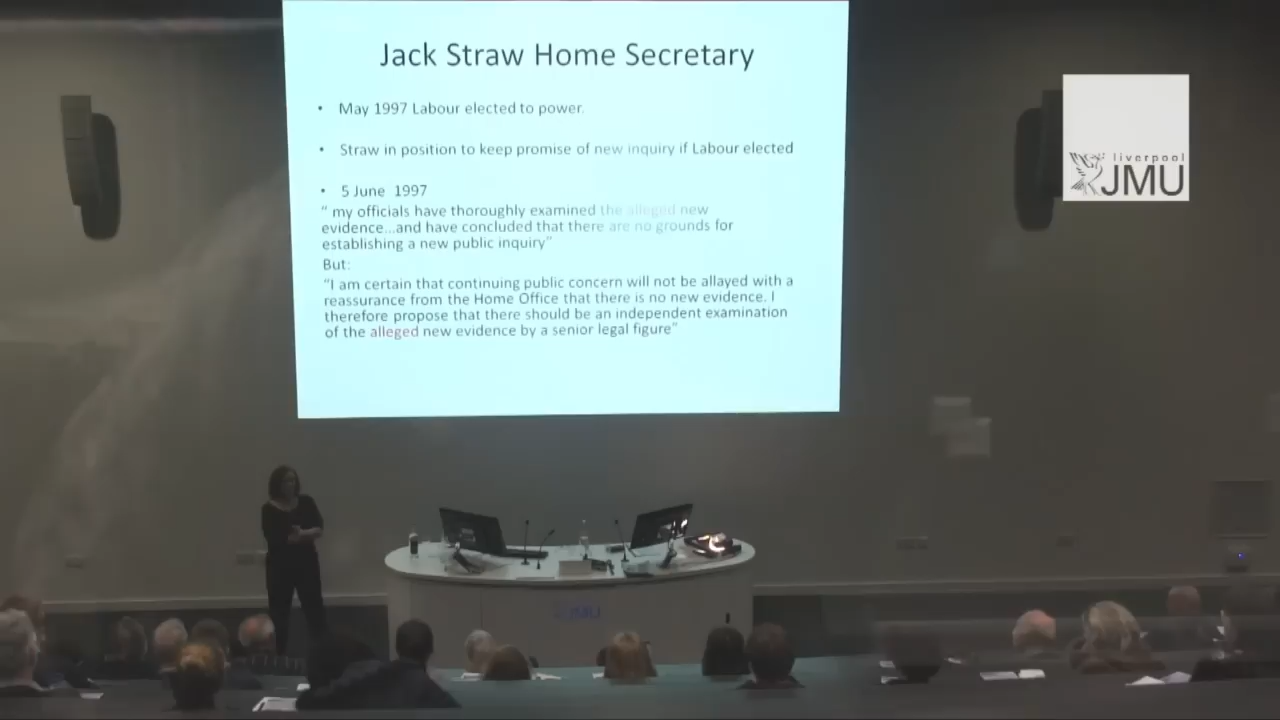 Jack Straw Home Secretary
• May 1997 Labour elected to power.
• Straw in position to keep promise of new inquiry if Labour elected
• 5 June 1997
“ my officials have thoroughly examined the alleged new
evidence...and have concluded that there are no grounds for
establishing a new public inquiry”
But:
“I am certain that continuing public concern will not be allayed with a
reassurance from the Home Office that there is no new evidence. I
therefore propose that there should be an independent examination
of the alleged new evidence by a senior legal figure”
liverpool
JMU
JMU